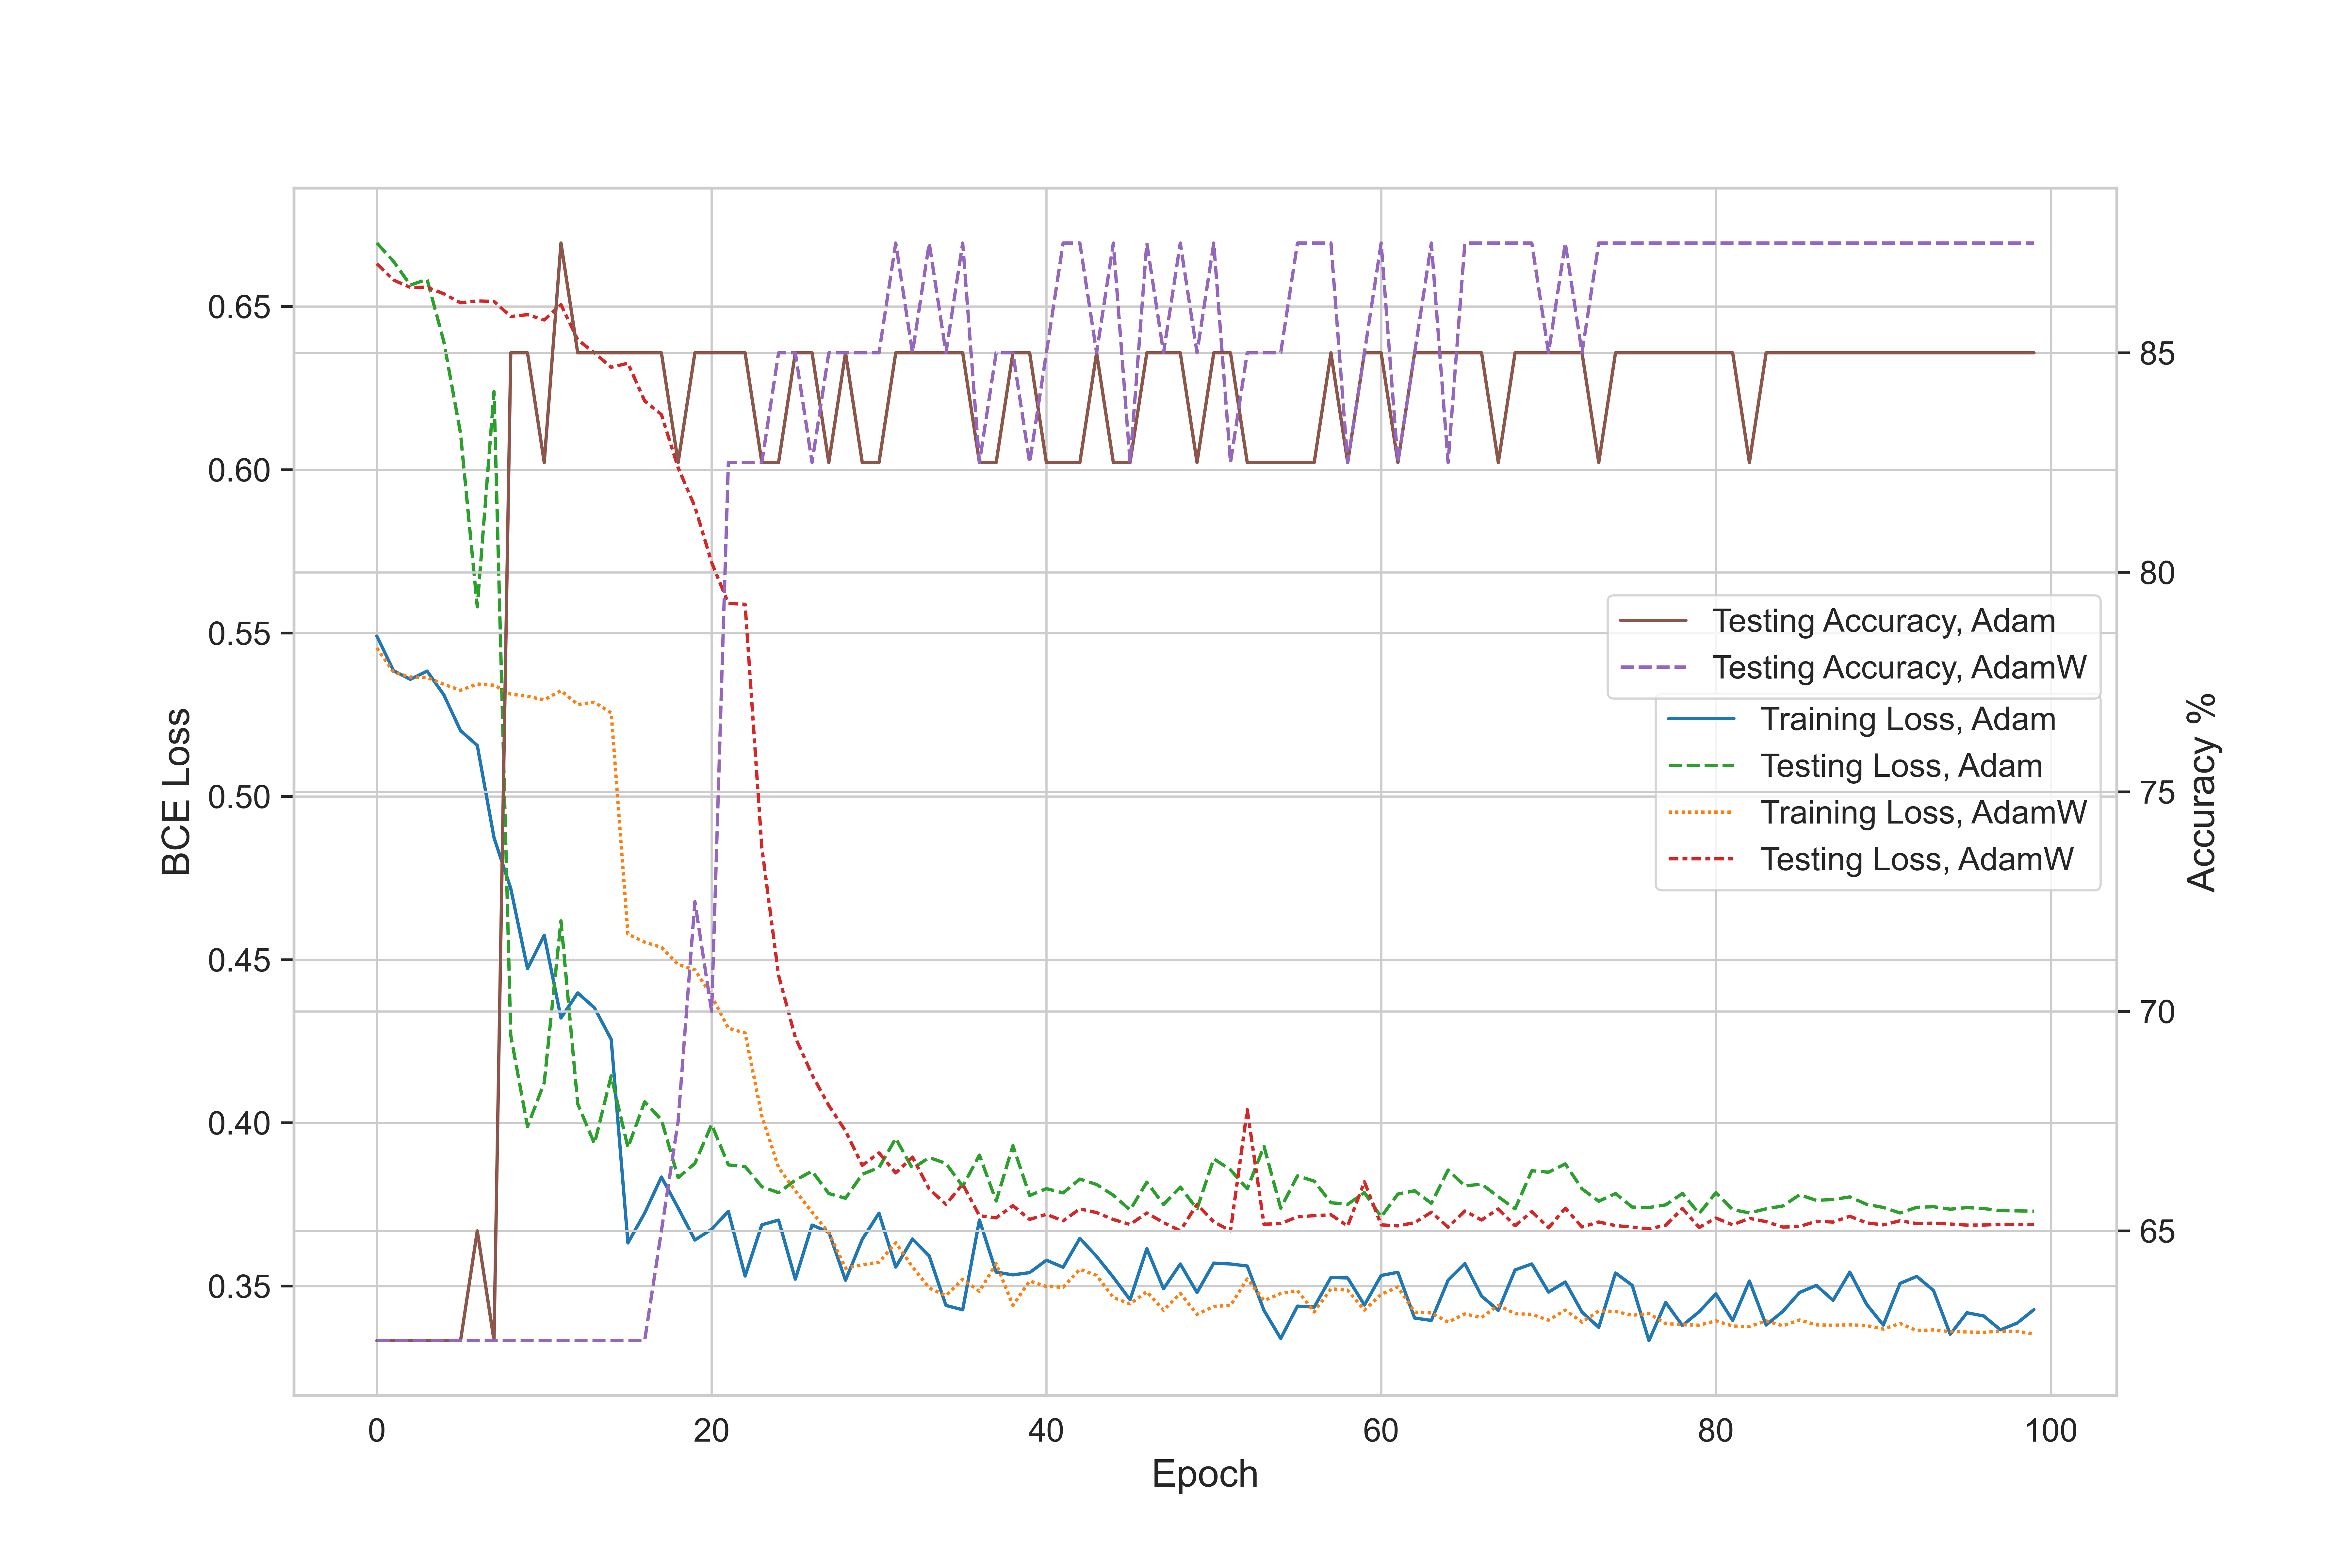 0.65
0.60
0.55
0.50
0.45
0.40
0.35
BCE Loss
85
80
75
70
65
Accuracy %
Testing Accuracy, Adam
Testing Accuracy, AdamW
Training Loss, Adam
Testing Loss, Adam
Training Loss, AdamW
Testing Loss, AdamW
0 20 40 60 80 100
Epoch